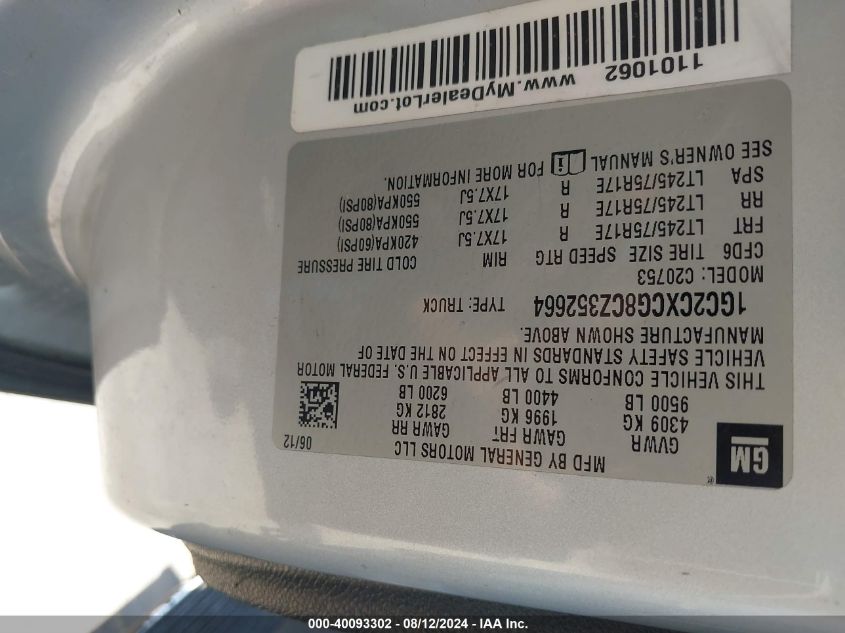 GM
®
MFD BY GENERAL MOTORS LLC 06/12
GVWR GAWR FRT GAWR RR
4309 KG 1996 KG 2812 KG
9500 LB 4400 LB 6200 LB
THIS VEHICLE CONFORMS TO ALL APPLICABLE U.S. FEDERAL MOTOR
VEHICLE SAFETY STANDARDS IN EFFECT ON THE DATE OF
MANUFACTURE SHOWN ABOVE.
1GC2CXCG8CZ352664 TYPE: TRUCK
MODEL: C20753
CFD6 TIRE SIZE SPEED RTG RIM COLD TIRE PRESSURE
FRT LT245/75R17E R 17X7.5J 420KPA(60PSI)
RR LT245/75R17E R 17X7.5J 550KPA(80PSI)
SPA LT245/75R17E R 17X7.5J 550KPA(80PSI)
SEE OWNER'S MANUAL FOR MORE INFORMATION.
1101062 www.MyDealerLot.com
000-40093302 - 08/12/2024 - IAA Inc.